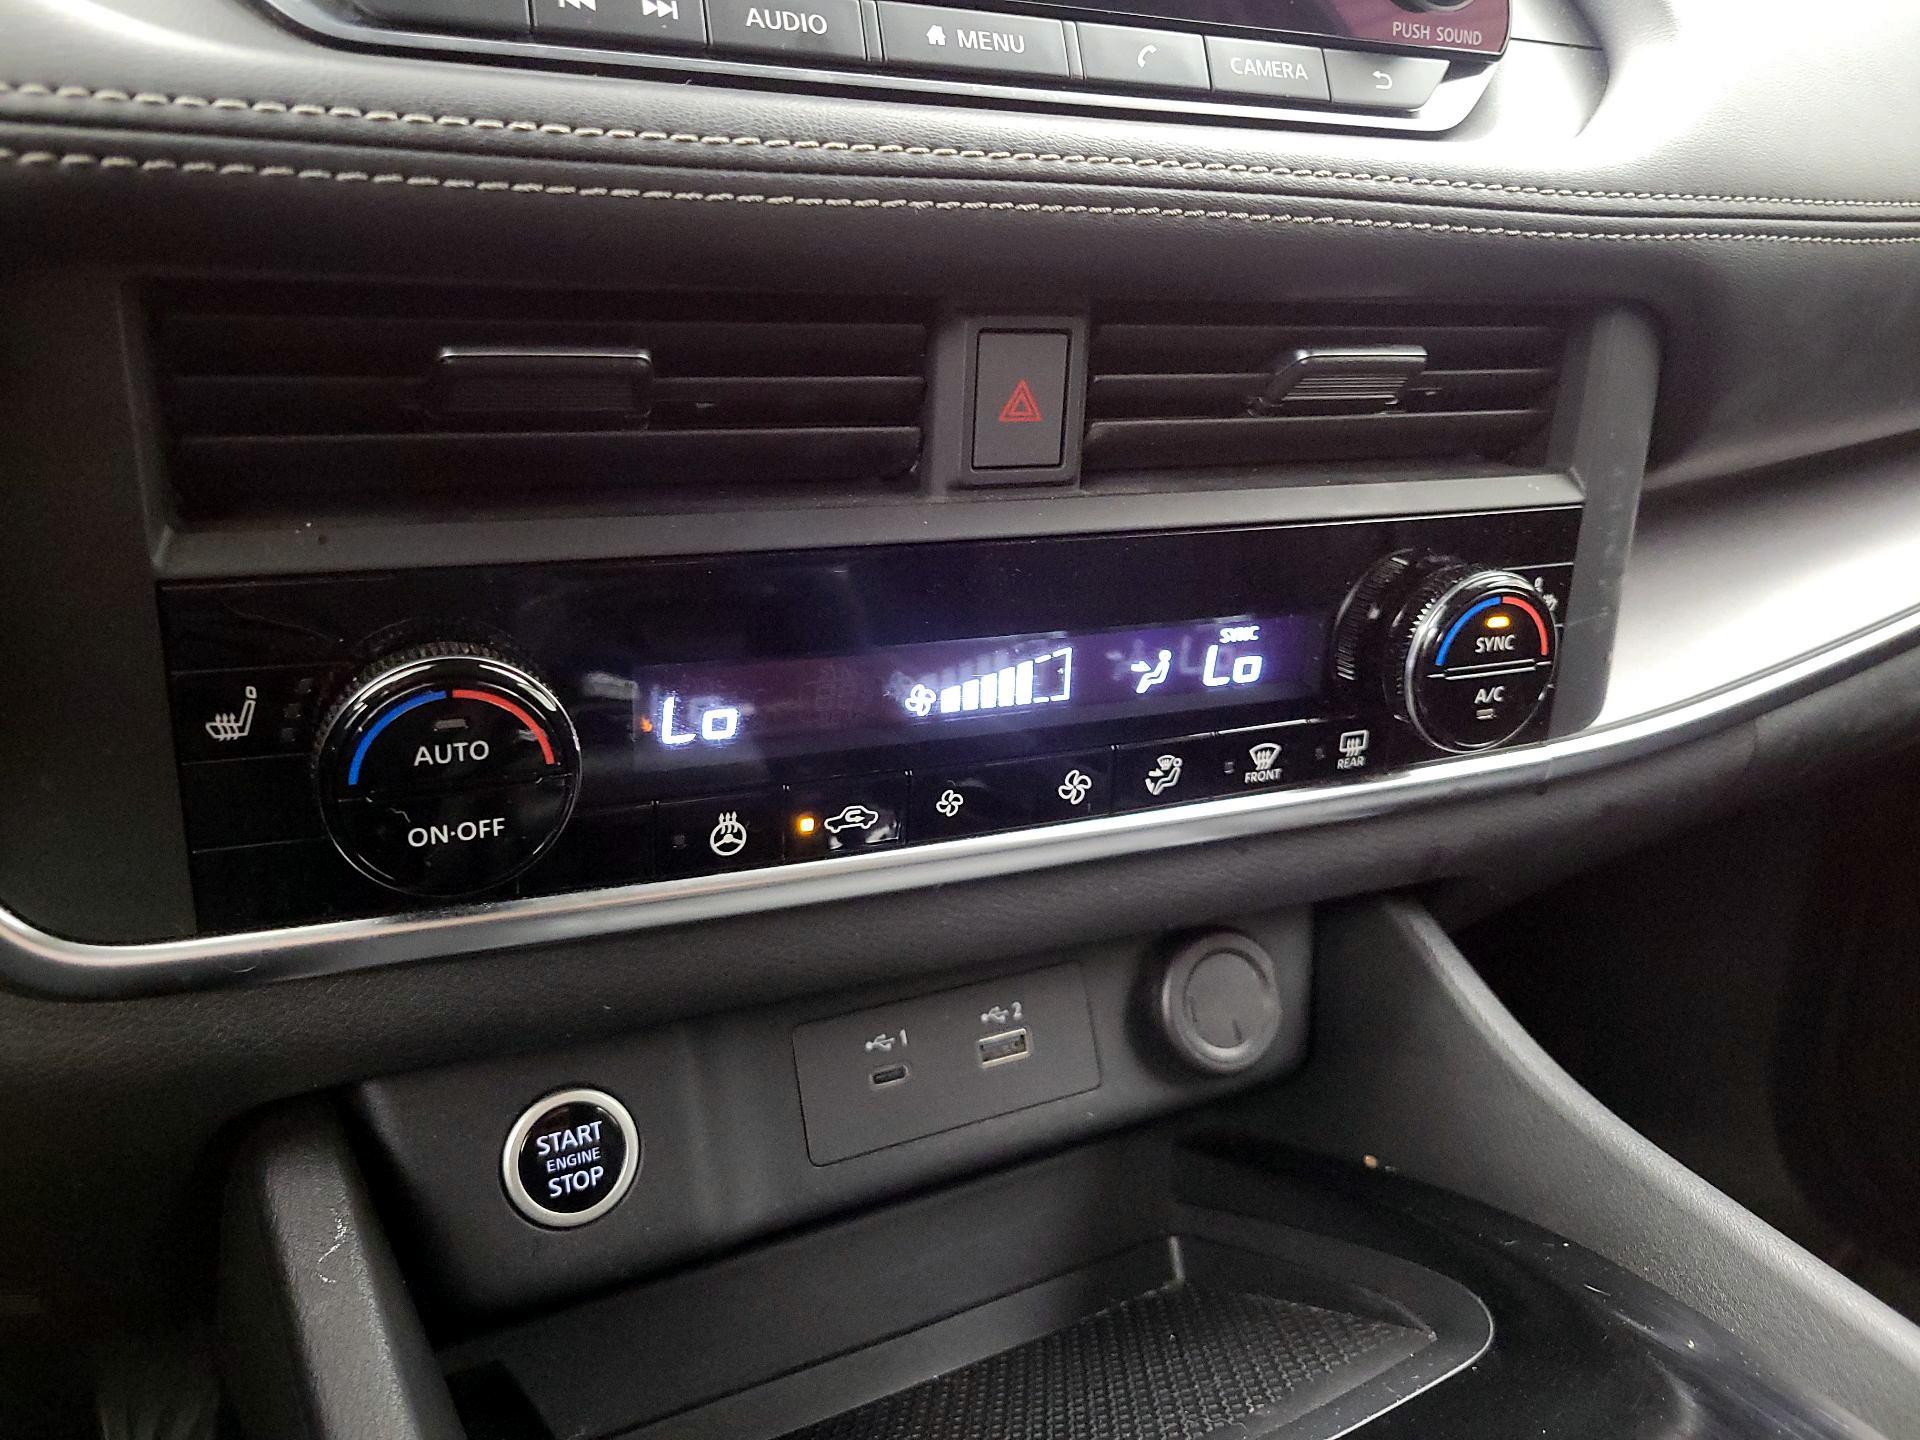 AUDIO
MENU
CAMERA
PUSH SOUND
SYNC
Lo
Lo
AUTO
ON·OFF
SYNC
A/C
FRONT
REAR
1
2
START
ENGINE
STOP